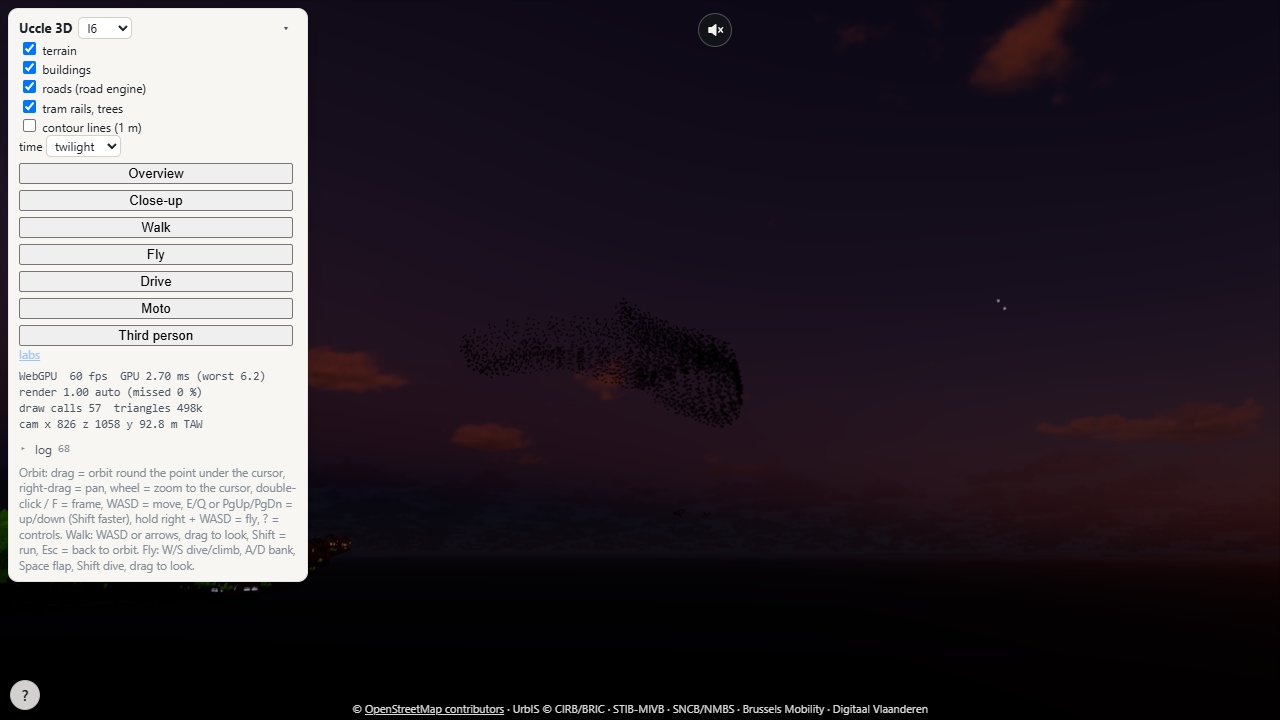 Uccle 3D l6
terrain
buildings
roads (road engine)
tram rails, trees
contour lines (1 m)
time twilight
Overview
Close-up
Walk
Fly
Drive
Moto
Third person
labs
WebGPU 60 fps GPU 2.70 ms (worst 6.2)
render 1.00 auto (missed 0 %)
draw calls 57 triangles 498k
cam x 826 z 1058 y 92.8 m TAW
log 68
Orbit: drag = orbit round the point under the cursor,
right-drag = pan, wheel = zoom to the cursor, double-
click / F = frame, WASD = move, E/Q or PgUp/PgDn =
up/down (Shift faster), hold right + WASD = fly, ? =
controls. Walk: WASD or arrows, drag to look, Shift =
run, Esc = back to orbit. Fly: W/S dive/climb, A/D bank,
Space flap, Shift dive, drag to look.
?
© OpenStreetMap contributors · UrbIS © CIRB/BRIC · STIB-MIVB · SNCB/NMBS · Brussels Mobility · Digitaal Vlaanderen